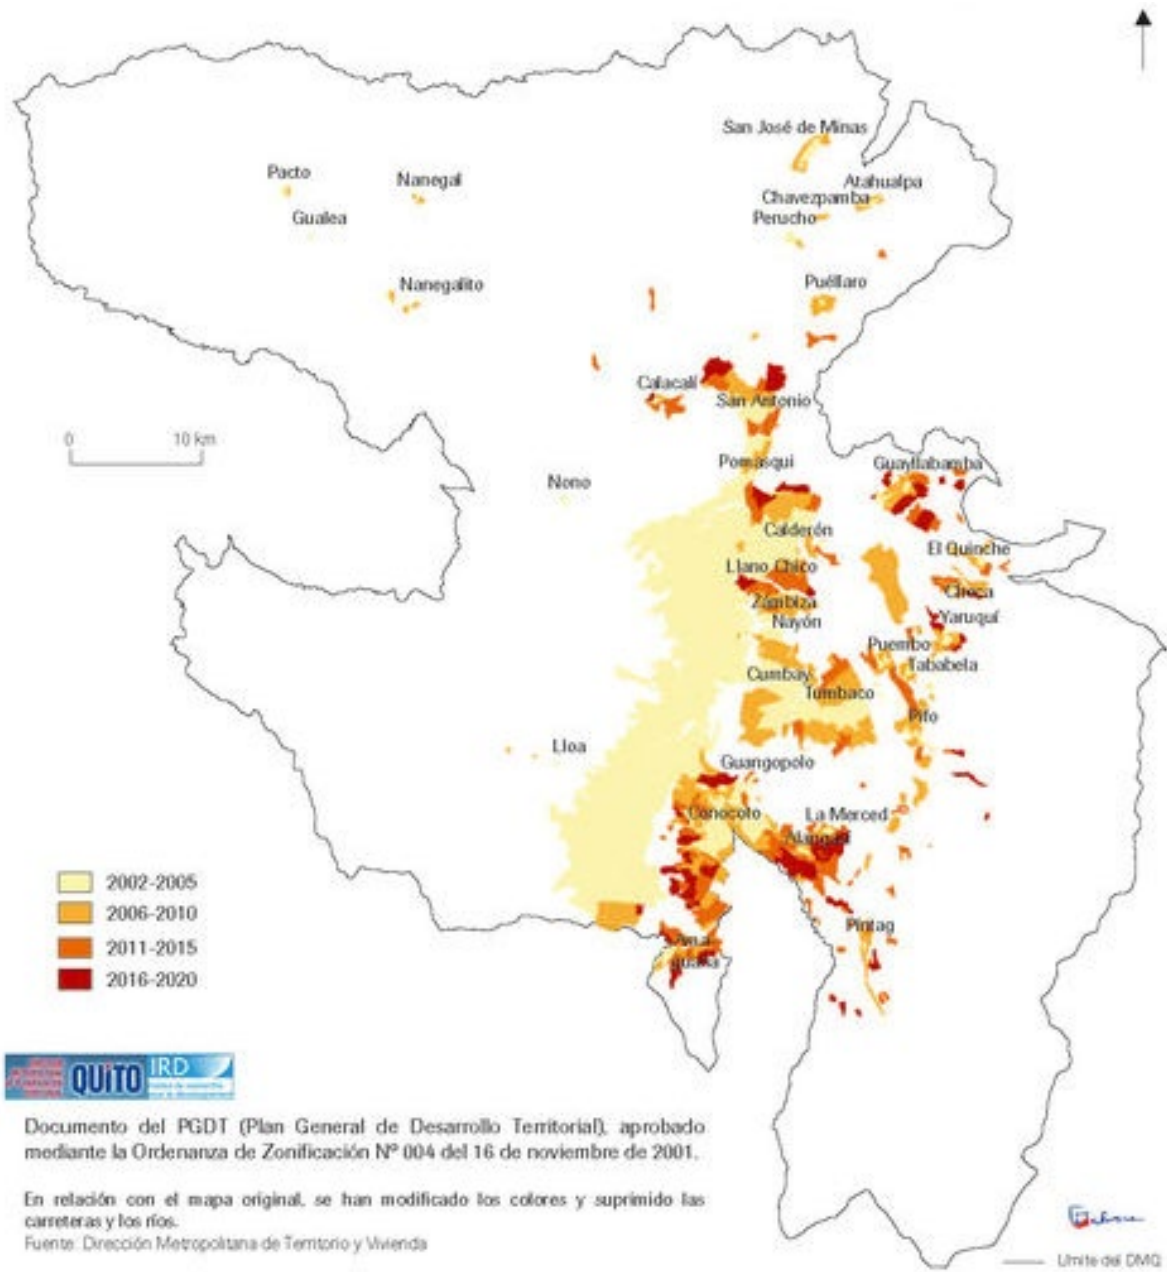 San José de Minas
Pacto
Nanegal
Atahualpa
Chavezpamba
Gualea
Perucho
Nanegalito
Puéllaro
Calacalí
San Antonio
0 10 km
Pomasqui
Guayllabamba
Nono
Calderón
El Quinche
Llano Chico
Checa
Zámbiza
Yaruquí
Nayón
Puembo
Tababela
Cumbay
Tumbaco
Pifo
Lloa
Guangopolo
Conocoto
La Merced
Alangasí
2002-2005
2006-2010
Píntag
2011-2015
2016-2020
QUITO
IRD
Documento del PGDT (Plan General de Desarrollo Territorial), aprobado
mediante la Ordenanza de Zonificación Nº 004 del 16 de noviembre de 2001.
En relación con el mapa original, se han modificado los colores y suprimido las
carreteras y los ríos.
Fuente: Dirección Metropolitana de Territorio y Vivienda
Límite del DMQ